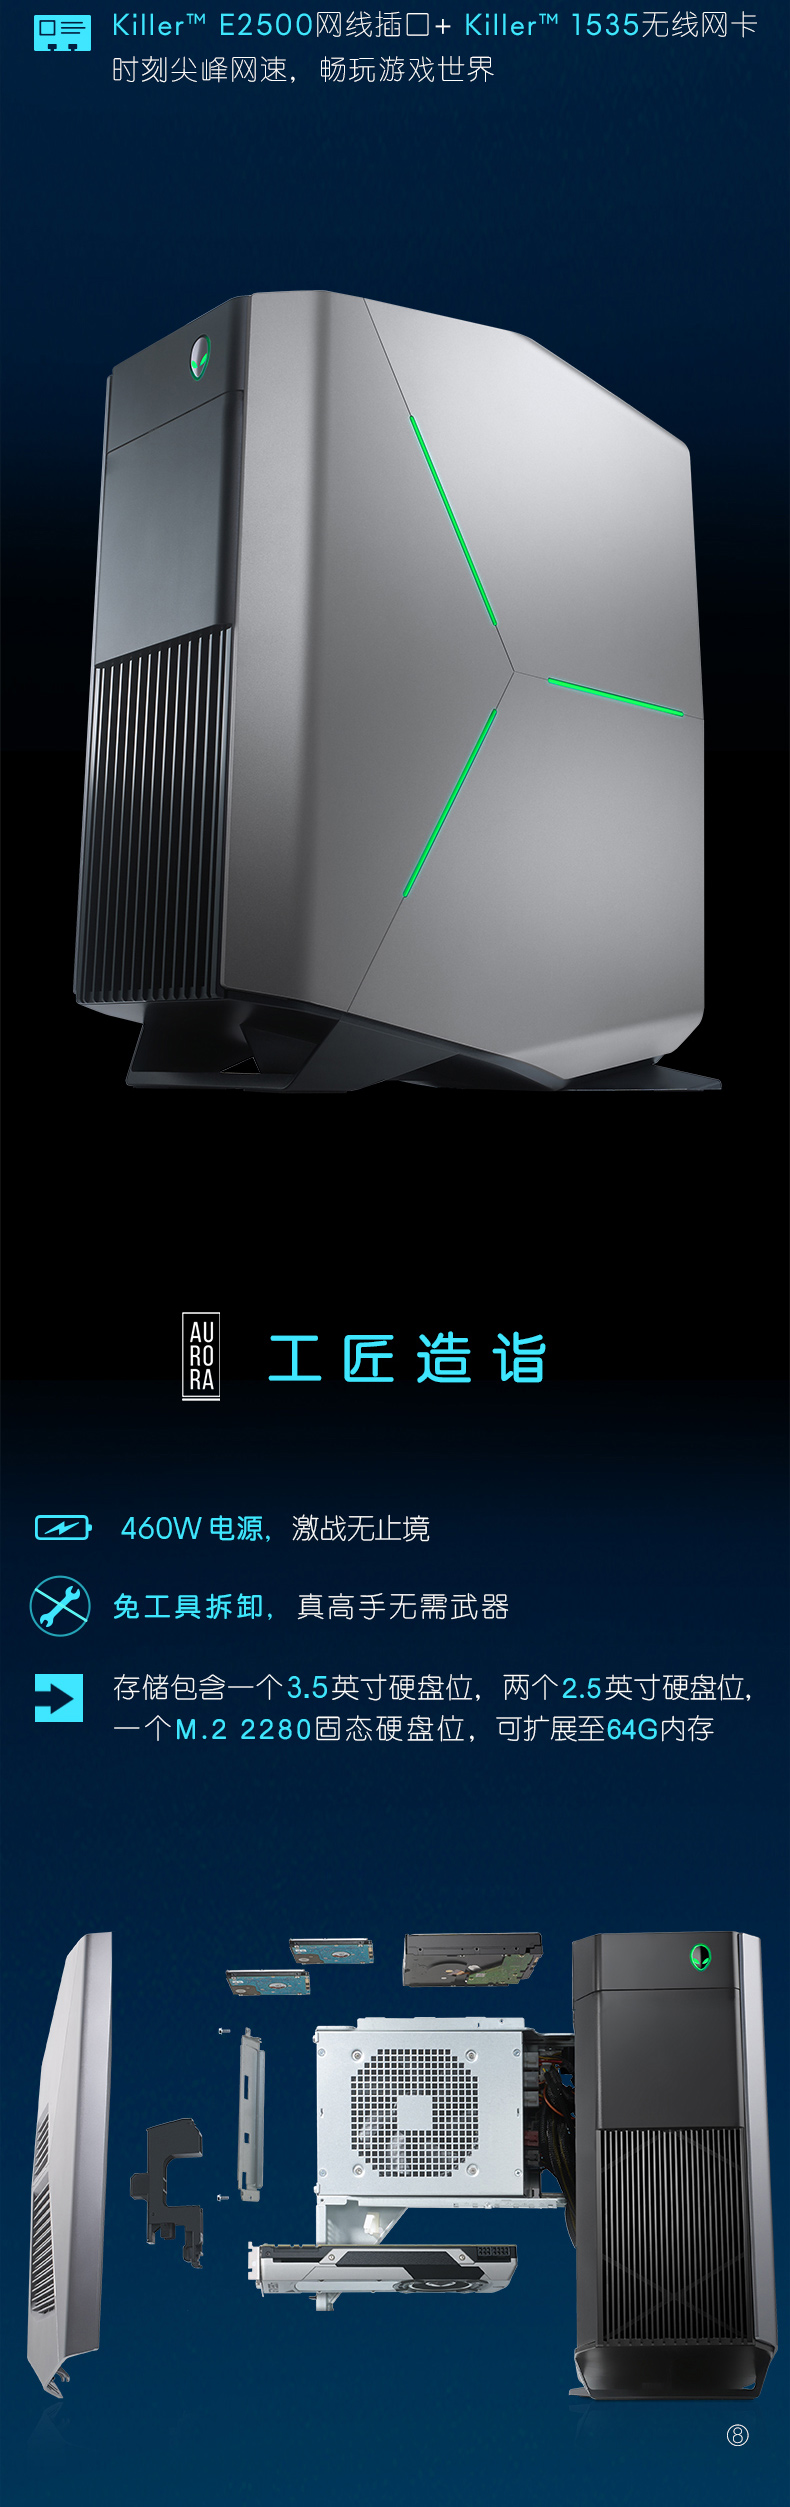 Killer™ E2500网线插口+ Killer™ 1535无线网卡
时刻尖峰网速，畅玩游戏世界
AU
RO
RA
工匠造诣
460W电源，激战无止境
免工具拆卸，真高手无需武器
存储包含一个3.5英寸硬盘位，两个2.5英寸硬盘位，
一个M.2 2280固态硬盘位，可扩展至64G内存
⑧